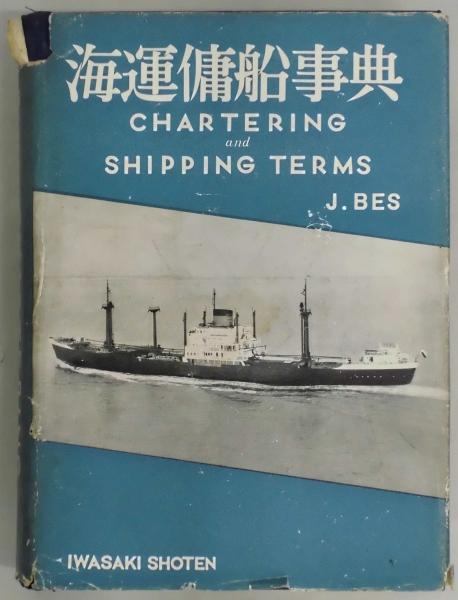 海運傭船事典
CHARTERING
and
SHIPPING TERMS
J. BES
IWASAKI SHOTEN